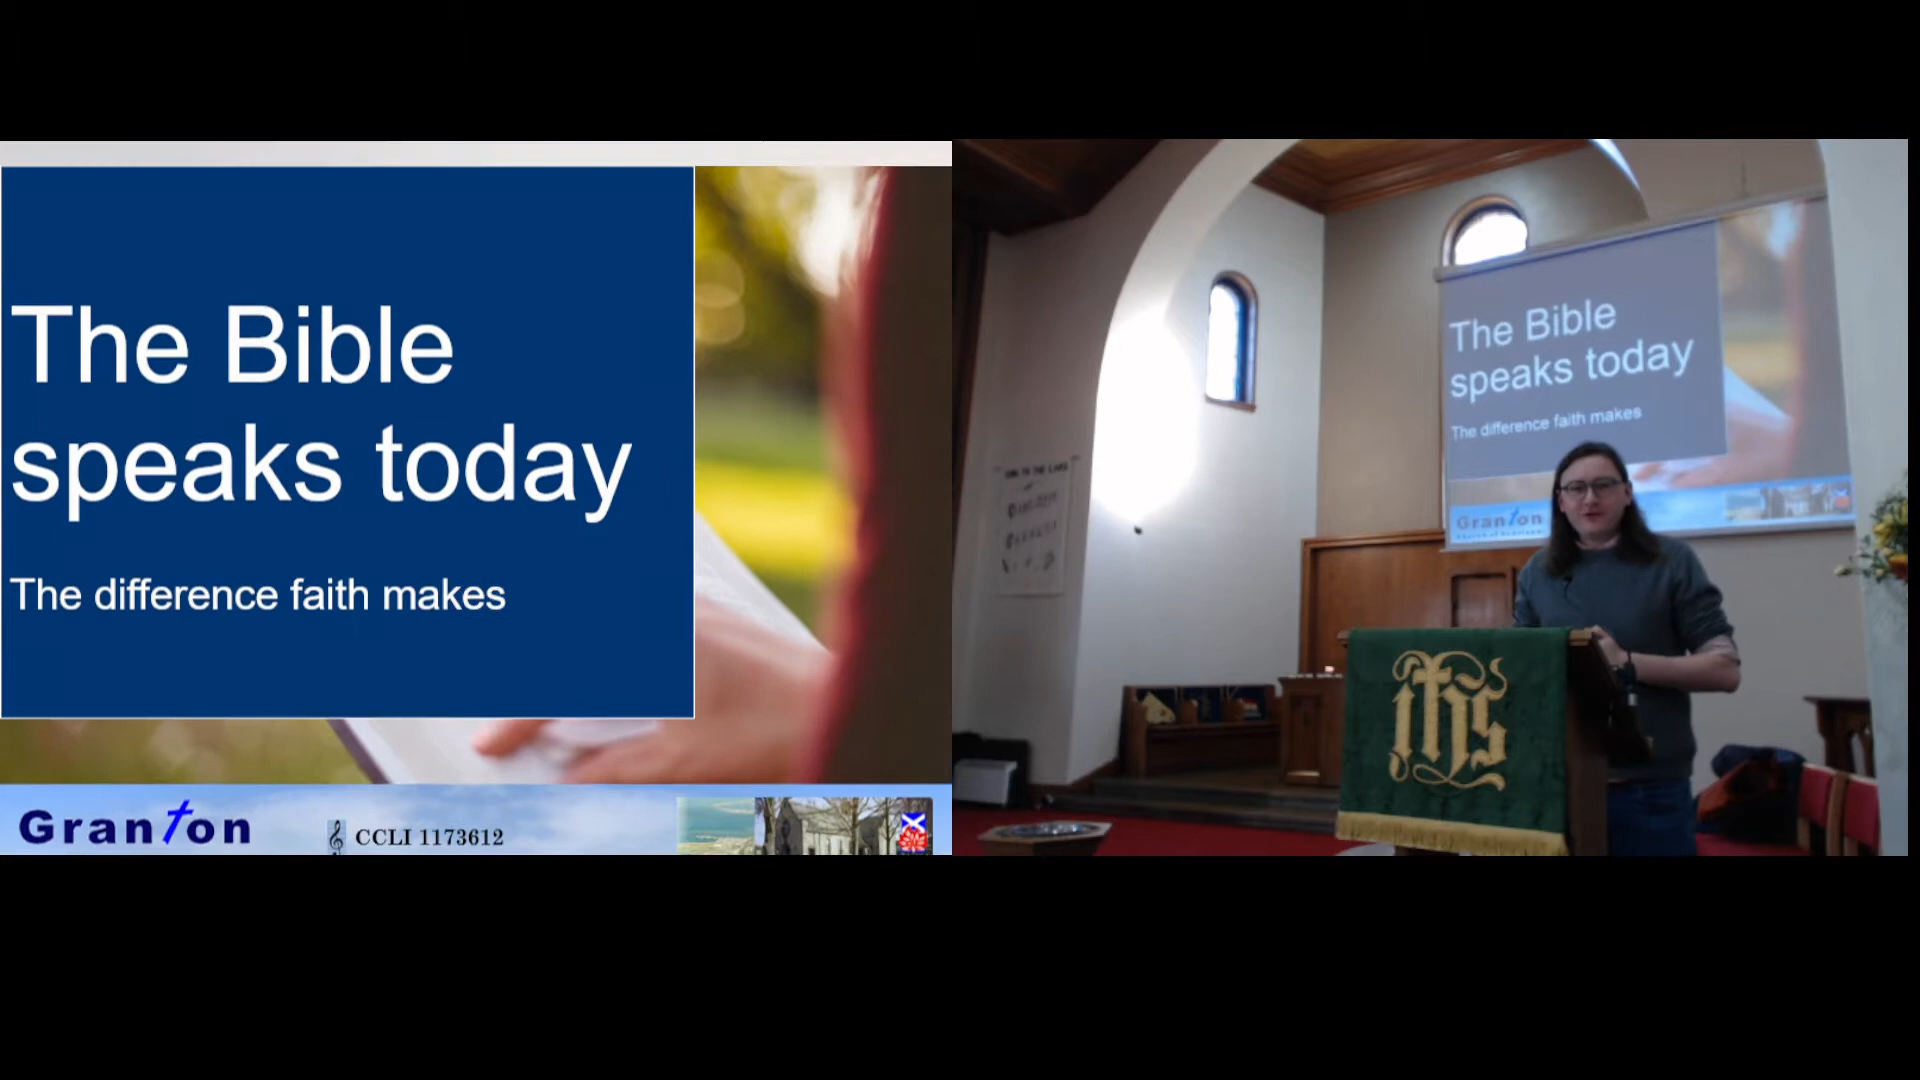 The Bible
speaks today
The difference faith makes
Granton
CCLI 1173612
The Bible
speaks today
The difference faith makes
Granton
ihs